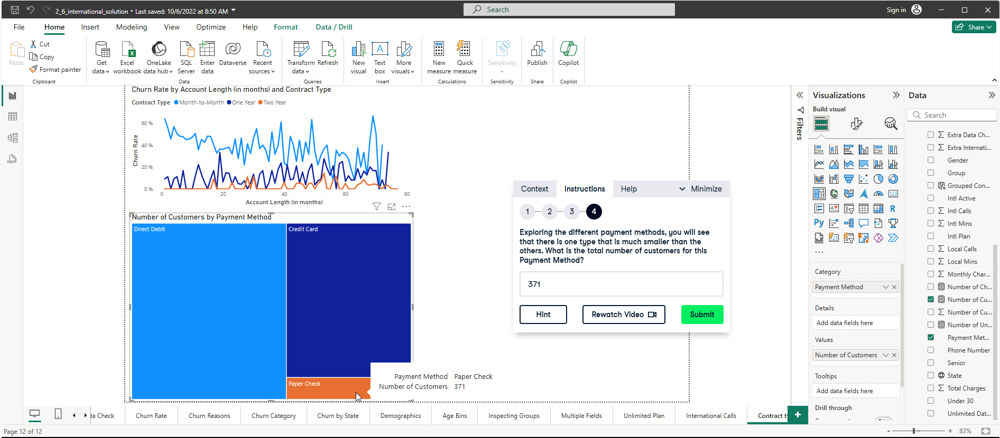 2_6_international_solution • Last saved: 10/6/2022 at 8:50 AM
Search
Sign in
File
Home
Insert
Modeling
View
Optimize
Help
Format
Data / Drill
Share
Paste
Cut
Copy
Format painter
Clipboard
Get data
Excel workbook
OneLake data hub
SQL Server
Enter data
Dataverse
Recent sources
Data
Transform data
Refresh
Queries
New visual
Text box
More visuals
Insert
New measure
Quick measure
Calculations
Sensitivity
Sensitivity
Publish
Share
Copilot
Copilot
Churn Rate by Account Length (in months) and Contract Type
Contract Type Month-to-Month One Year Two Year
60 %
40 %
20 %
0 %
Churn Rate
0 20 40 60 80
Account Length (in months)
Number of Customers by Payment Method
Direct Debit
Credit Card
Paper Check
Payment Method Paper Check
Number of Customers 371
Context
Instructions
Help
Minimize
1 2 3 4
Exploring the different payment methods, you will see
that there is one type that is much smaller than the
others. What is the total number of customers for this
Payment Method?
371
Hint
Rewatch Video
Submit
Filters
Visualizations
Build visual
123
R
Py
...
Category
Payment Method
Details
Add data fields here
Values
Number of Customers
Tooltips
Add data fields here
Drill through
Data
Search
Extra Data Ch...
Extra Internati...
Gender
Group
Grouped Con...
Intl Active
Intl Calls
Intl Mins
Intl Plan
Local Calls
Local Mins
Monthly Char...
Number of Ch...
Number of Cu...
Number of Cu...
Number of Un...
Payment Met...
Phone Number
Senior
State
Total Charges
Under 30
Unlimited Dat...
ta Check
Churn Rate
Churn Reasons
Churn Category
Churn by State
Demographics
Age Bins
Inspecting Groups
Multiple Fields
Unlimited Plan
International Calls
Contract t
Page 12 of 12
- + 83%